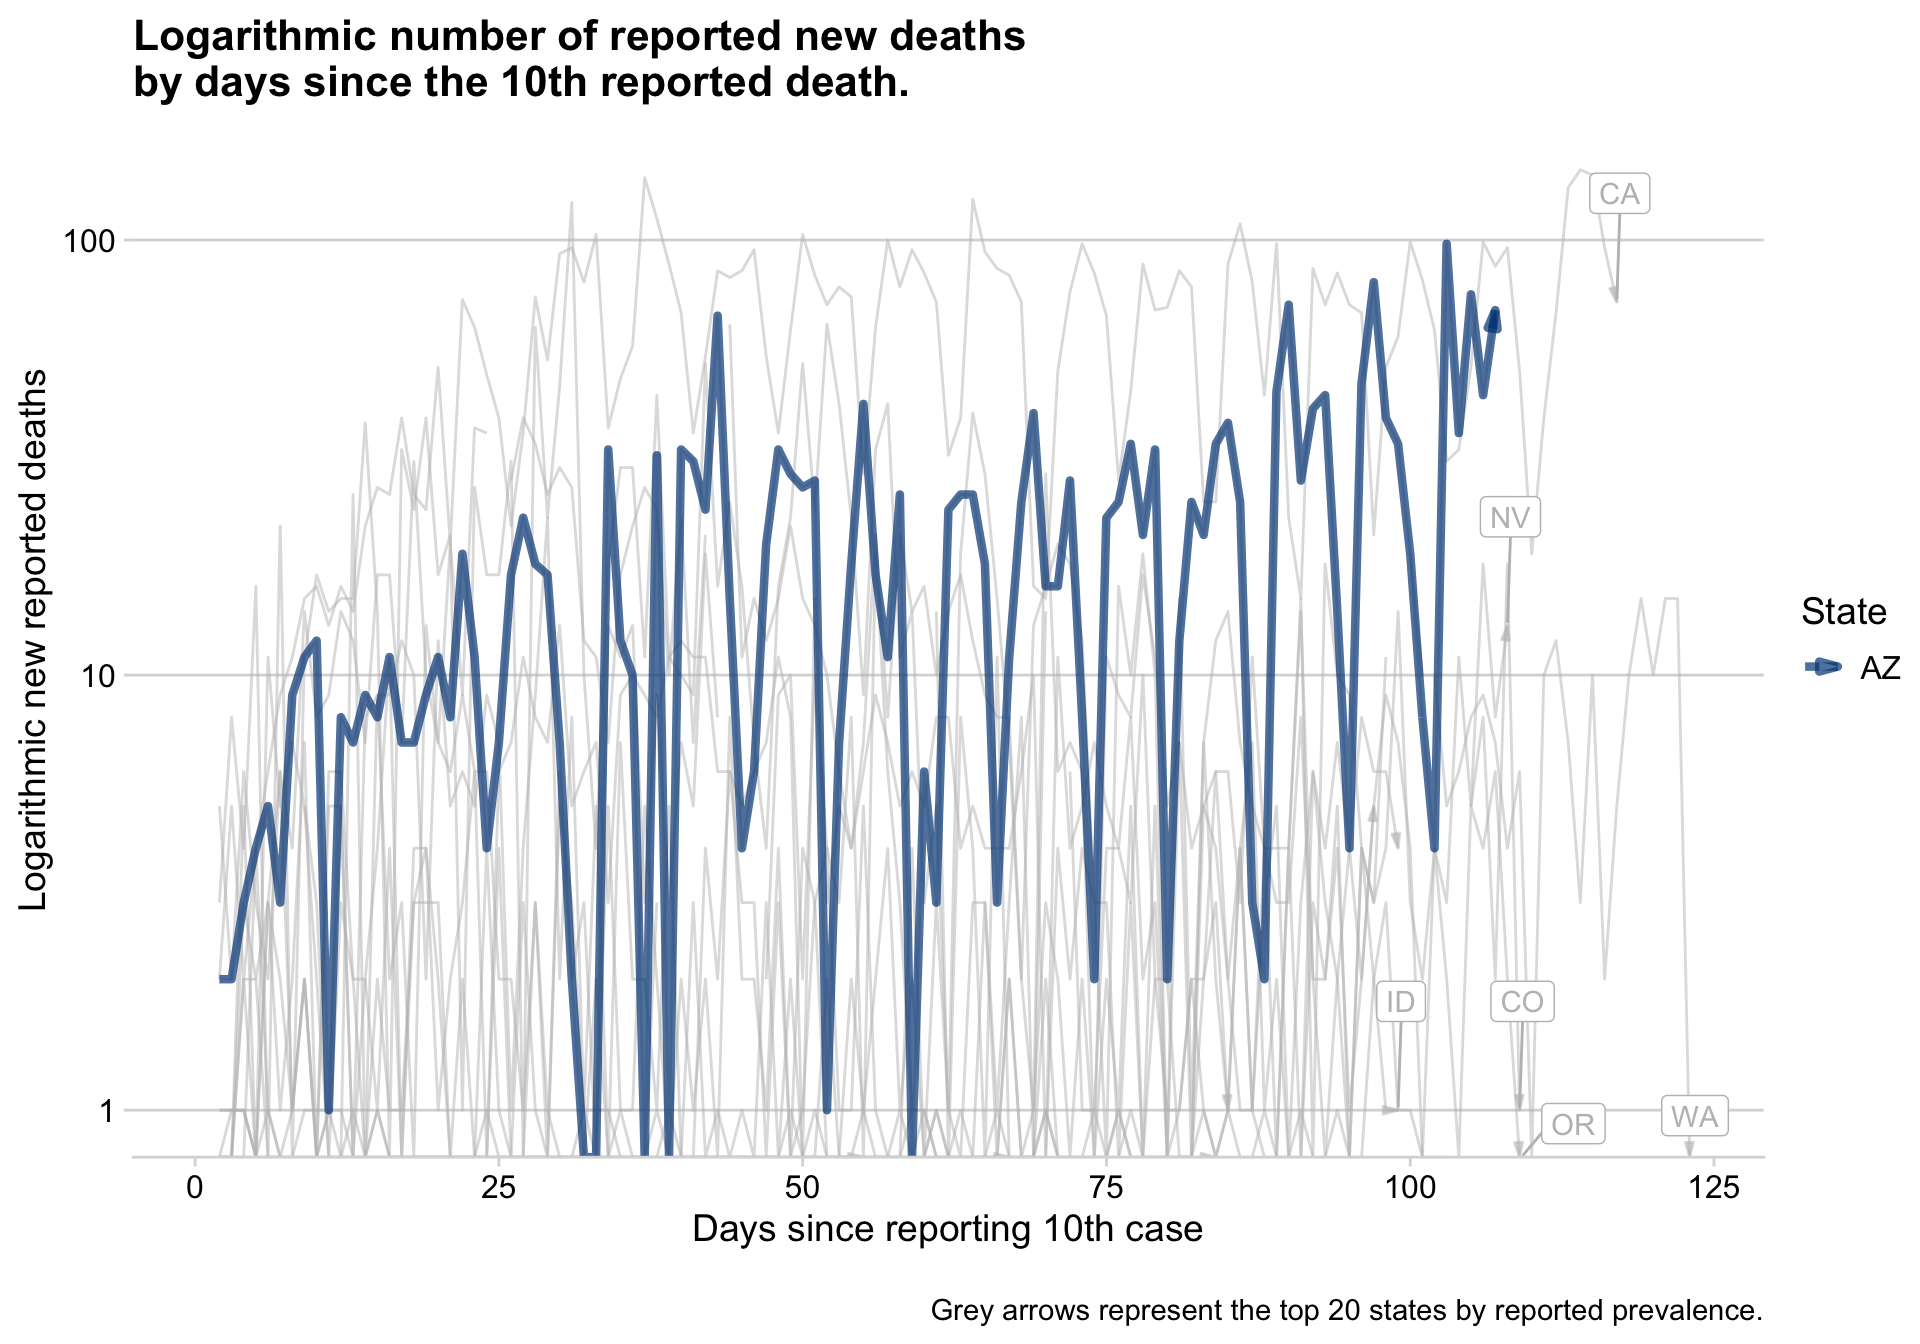 Logarithmic number of reported new deaths
by days since the 10th reported death.
Logarithmic new reported deaths
100
10
1
CA
NV
ID
CO
OR
WA
State
AZ
0 25 50 75 100 125
Days since reporting 10th case
Grey arrows represent the top 20 states by reported prevalence.